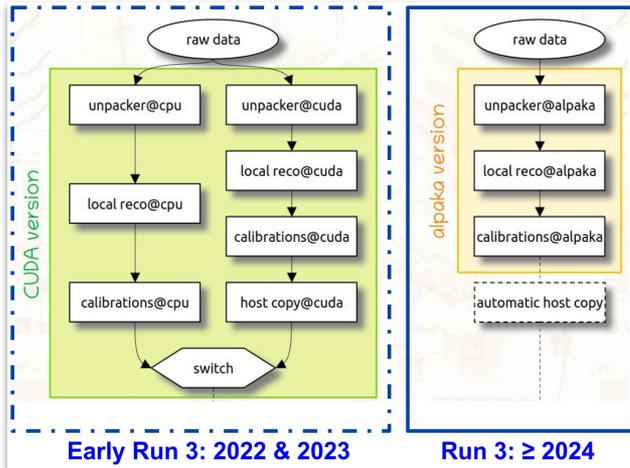 raw data
CUDA version
unpacker@cpu
unpacker@cuda
local reco@cuda
local reco@cpu
calibrations@cuda
calibrations@cpu
host copy@cuda
switch
Early Run 3: 2022 & 2023
raw data
alpaka version
unpacker@alpaka
local reco@alpaka
calibrations@alpaka
automatic host copy
Run 3: ≥ 2024